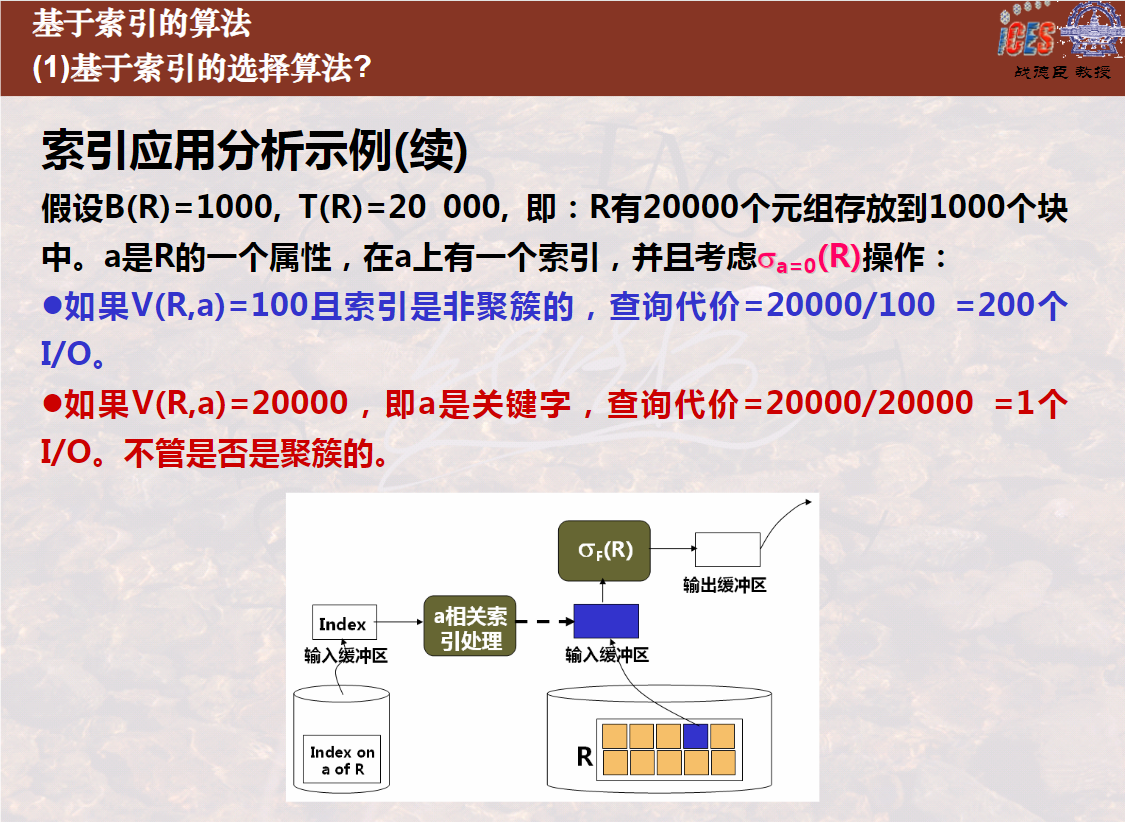 基于索引的算法
(1)基于索引的选择算法?
iCES
战德臣 教授
索引应用分析示例(续)
假设B(R)=1000, T(R)=20 000, 即：R有20000个元组存放到1000个块
中。a是R的一个属性，在a上有一个索引，并且考虑σa=0(R)操作：
●如果V(R,a)=100且索引是非聚簇的，查询代价=20000/100 =200个
I/O。
●如果V(R,a)=20000，即a是关键字，查询代价=20000/20000 =1个
I/O。不管是否是聚簇的。
σF(R)
输出缓冲区
Index
a相关索
引处理
输入缓冲区
输入缓冲区
Index on
a of R
R